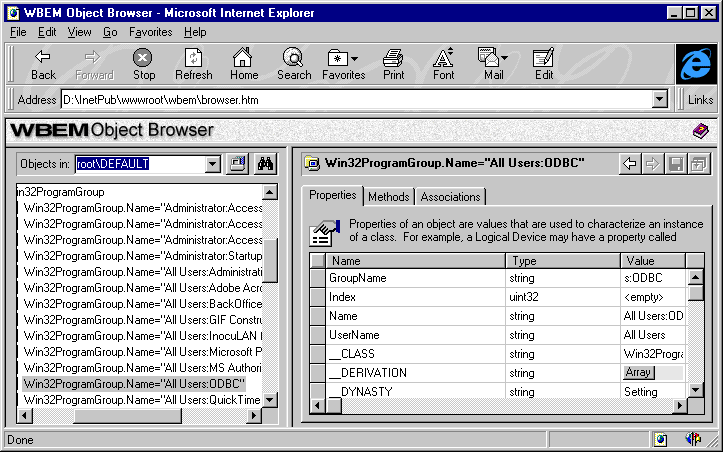 WBEM Object Browser - Microsoft Internet Explorer
File Edit View Go Favorites Help
Back Forward Stop Refresh Home Search Favorites Print Font Mail Edit
Address D:\InetPub\wwwroot\wbem\browser.htm Links
WBEM Object Browser
Objects in: root\DEFAULT
in32ProgramGroup
Win32ProgramGroup.Name="Administrator:Access
Win32ProgramGroup.Name="Administrator:Access
Win32ProgramGroup.Name="Administrator:Access
Win32ProgramGroup.Name="Administrator:Startup
Win32ProgramGroup.Name="All Users:Administrati
Win32ProgramGroup.Name="All Users:Adobe Acro
Win32ProgramGroup.Name="All Users:BackOffice
Win32ProgramGroup.Name="All Users:GIF Constru
Win32ProgramGroup.Name="All Users:InocuLAN
Win32ProgramGroup.Name="All Users:Microsoft P
Win32ProgramGroup.Name="All Users:MS Authori
Win32ProgramGroup.Name="All Users:ODBC"
Win32ProgramGroup.Name="All Users:QuickTime
Win32ProgramGroup.Name="All Users:ODBC"
Properties Methods Associations
Properties of an object are values that are used to characterize an instance
of a class. For example, a Logical Device may have a property called
Name Type Value
GroupName string s:ODBC
Index uint32 <empty>
Name string All Users:OD
UserName string All Users
__CLASS string Win32Progra
__DERIVATION string Array
__DYNASTY string Setting
Done